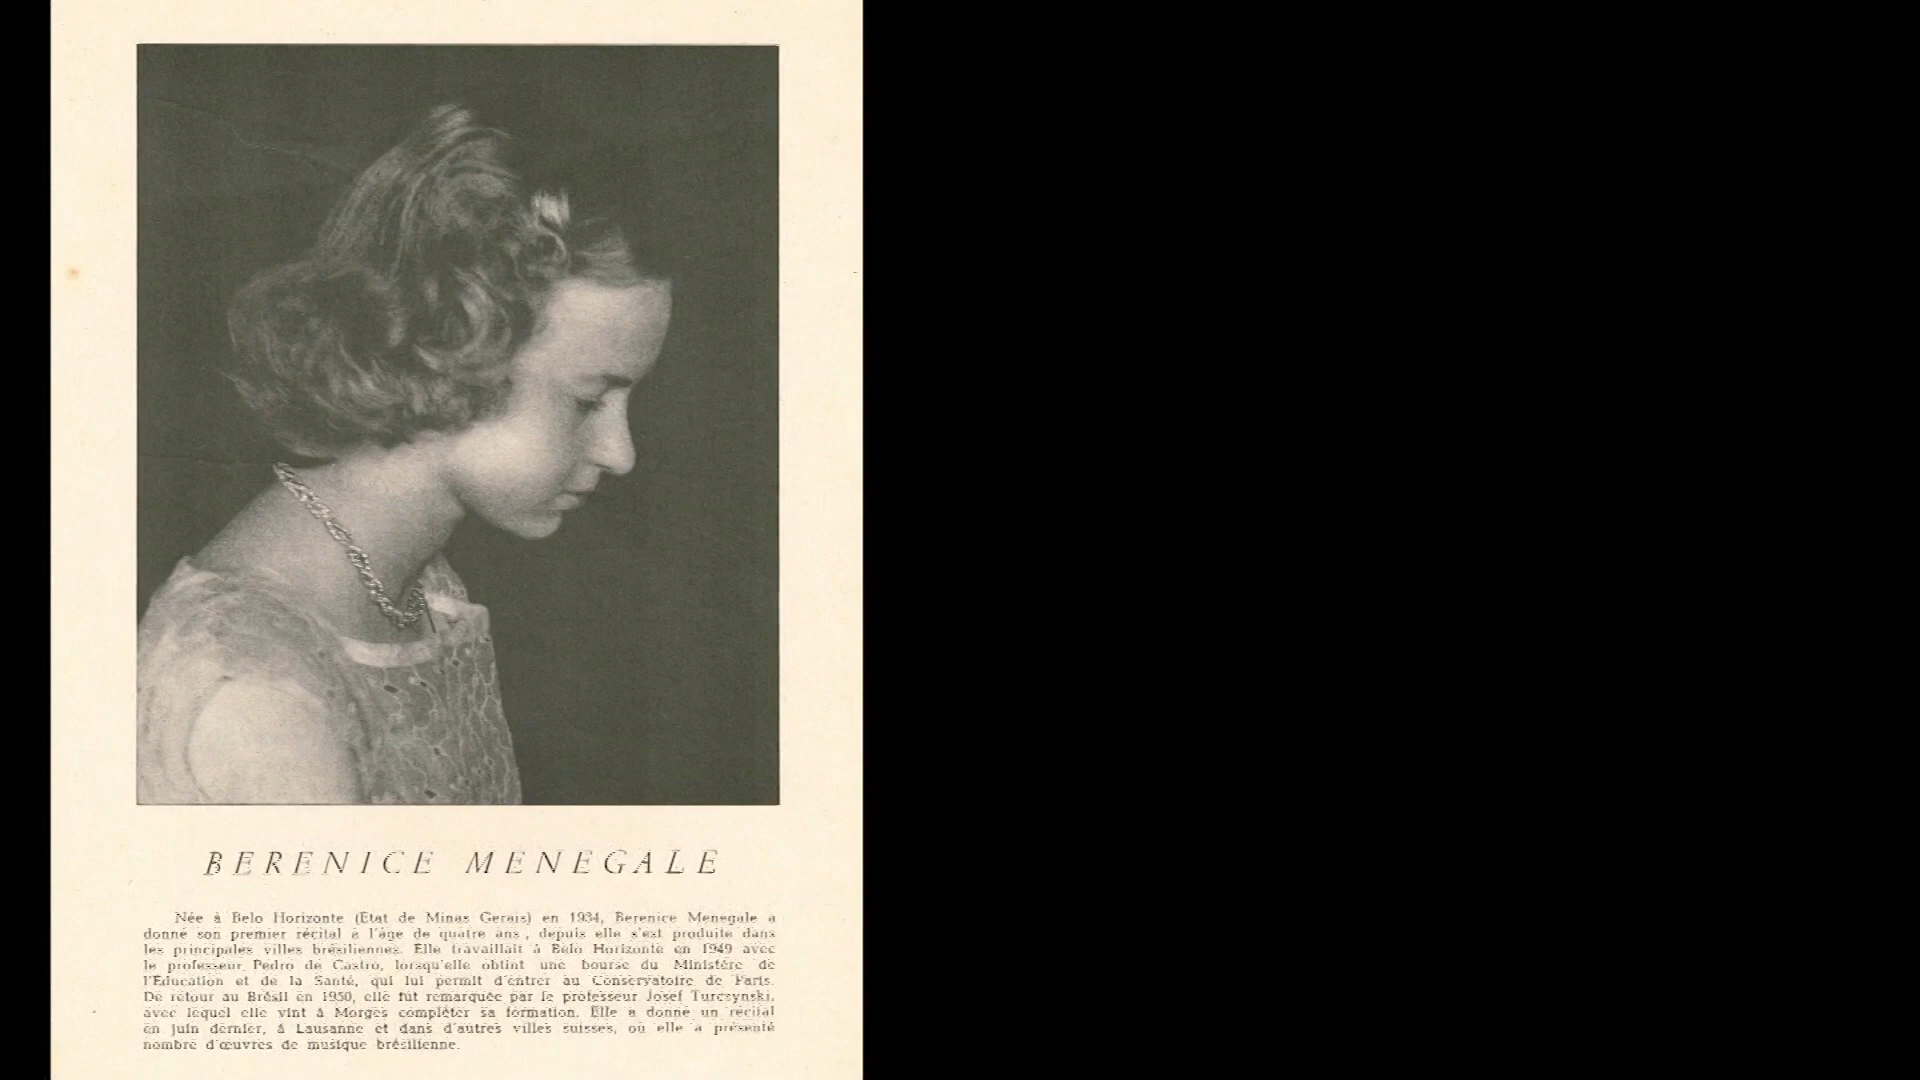 BERENICE MENEGALE
Née à Belo Horizonte (Etat de Minas Gerais) en 1934, Berenice Menegale a
donné son premier récital à l'âge de quatre ans, depuis elle s'est produite dans
les principales villes brésiliennes. Elle travaillait à Belo Horizonte en 1949 avec
le professeur Pedro de Castro, lorsqu'elle obtint une bourse du Ministère de
l'Education et de la Santé, qui lui permit d'entrer au Conservatoire de Paris.
De retour au Brésil en 1950, elle fut remarquée par le professeur Josef Turczynski,
avec lequel elle vint à Morges compléter sa formation. Elle a donné un récital
en juin dernier, à Lausanne et dans d'autres villes suisses, où elle a présenté
nombre d'œuvres de musique brésilienne.